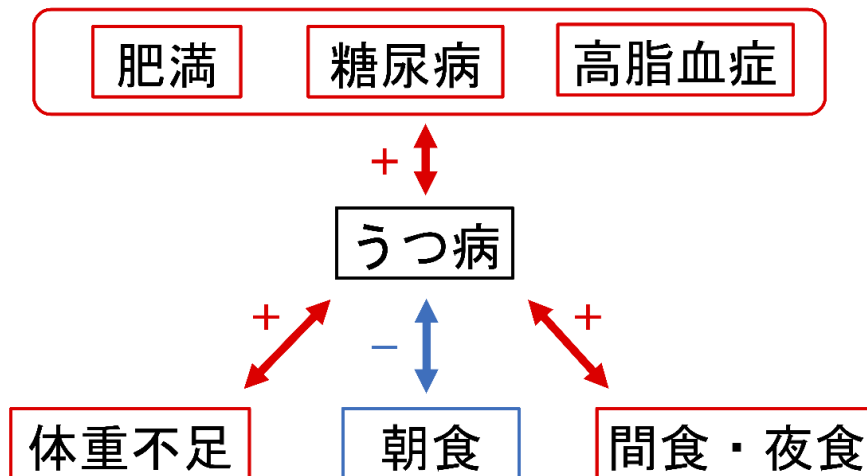 肥満 糖尿病 高脂血症
+
うつ病
+ − +
体重不足 朝食 間食・夜食